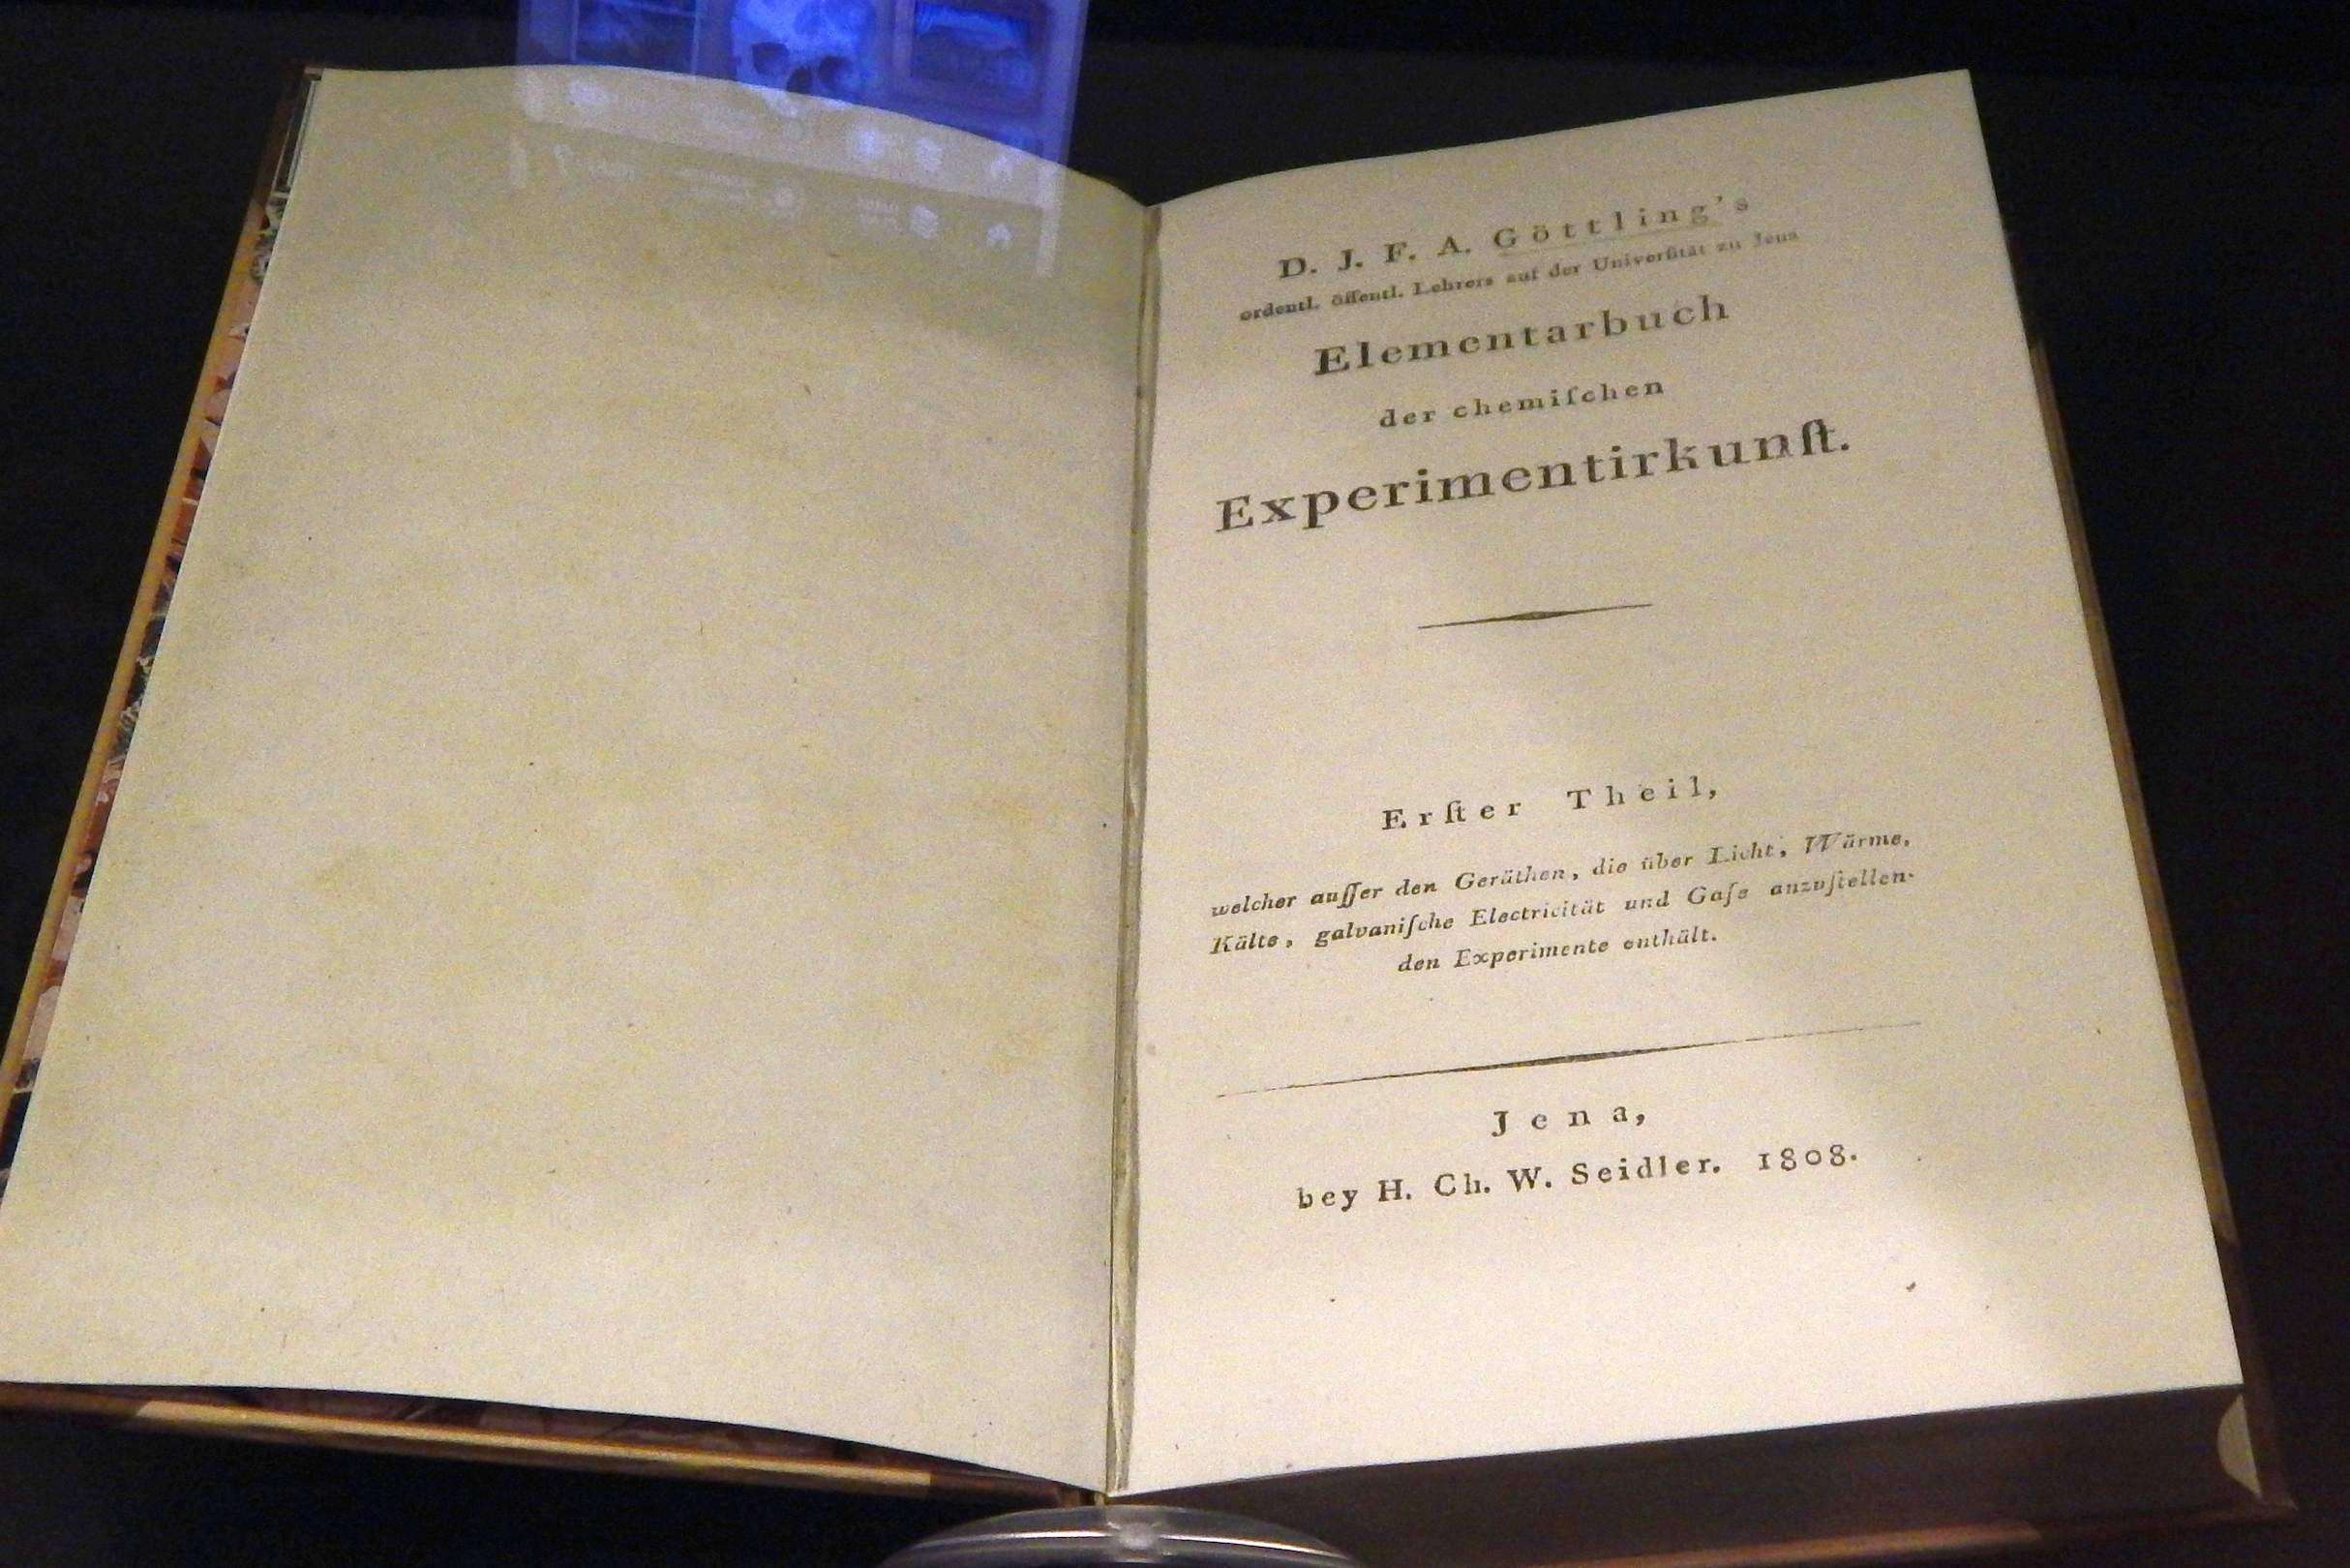 D. J. F. A. Göttling's
ordentl. öffentl. Lehrers auf der Univerſität zu Jena
Elementarbuch
der chemiſchen
Experimentirkunſt.
Erſter Theil,
welcher auſſer den Geräthen, die über Licht, Wärme,
Kälte, galvaniſche Electricität und Gaſe anzuſtellen-
den Experimente enthält.
Jena,
bey H. Ch. W. Seidler. 1808.